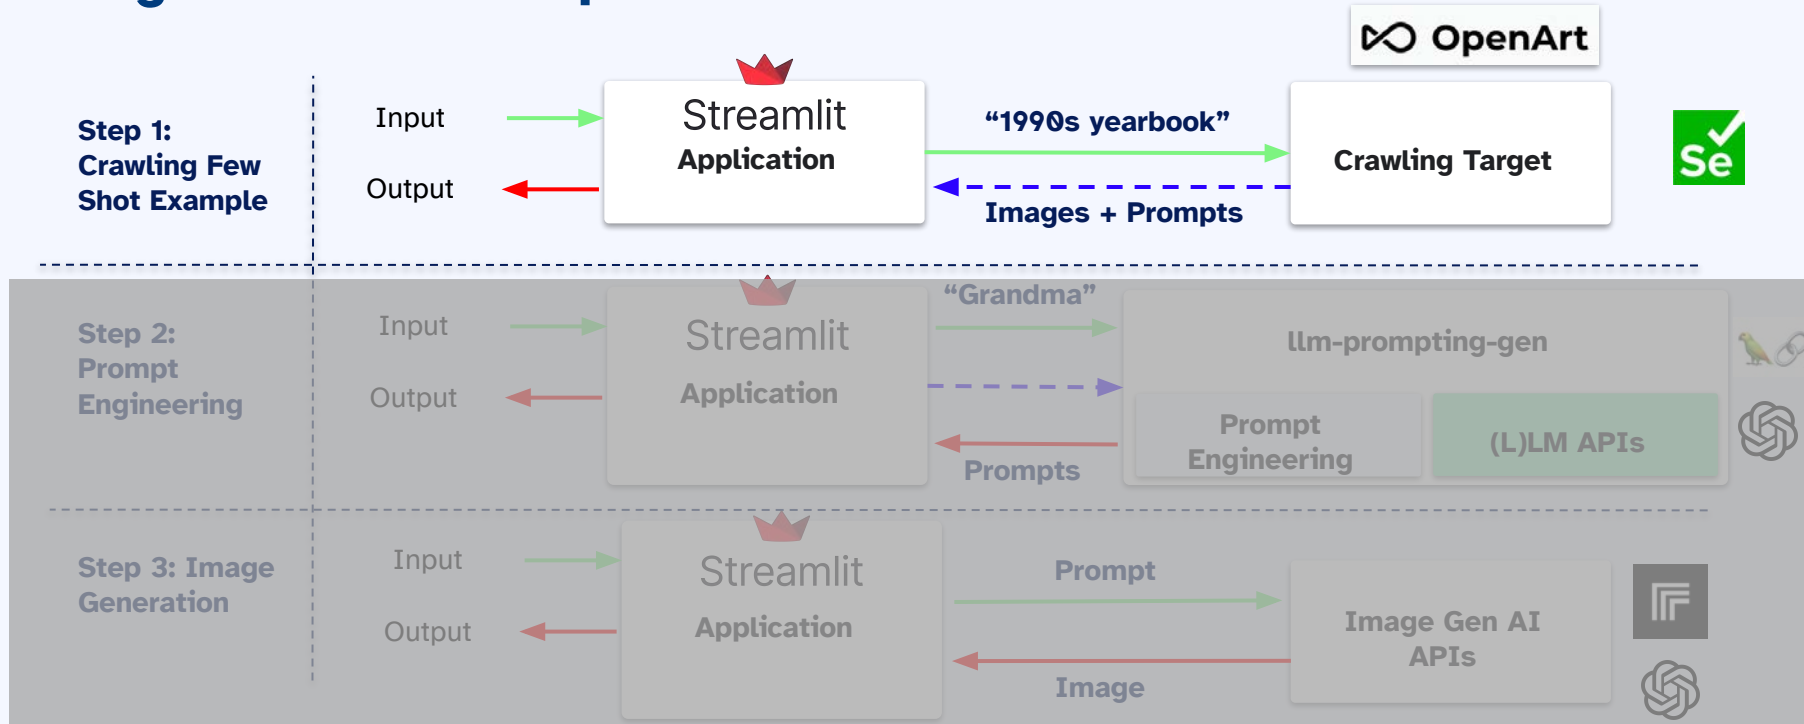 OpenArt
Step 1:
Crawling Few
Shot Example
Input
Output
Streamlit
Application
“1990s yearbook”
Images + Prompts
Crawling Target
Se
Step 2:
Prompt
Engineering
Input
Output
Streamlit
Application
“Grandma”
Prompts
llm-prompting-gen
Prompt
Engineering
(L)LM APIs
Step 3: Image
Generation
Input
Output
Streamlit
Application
Prompt
Image
Image Gen AI
APIs